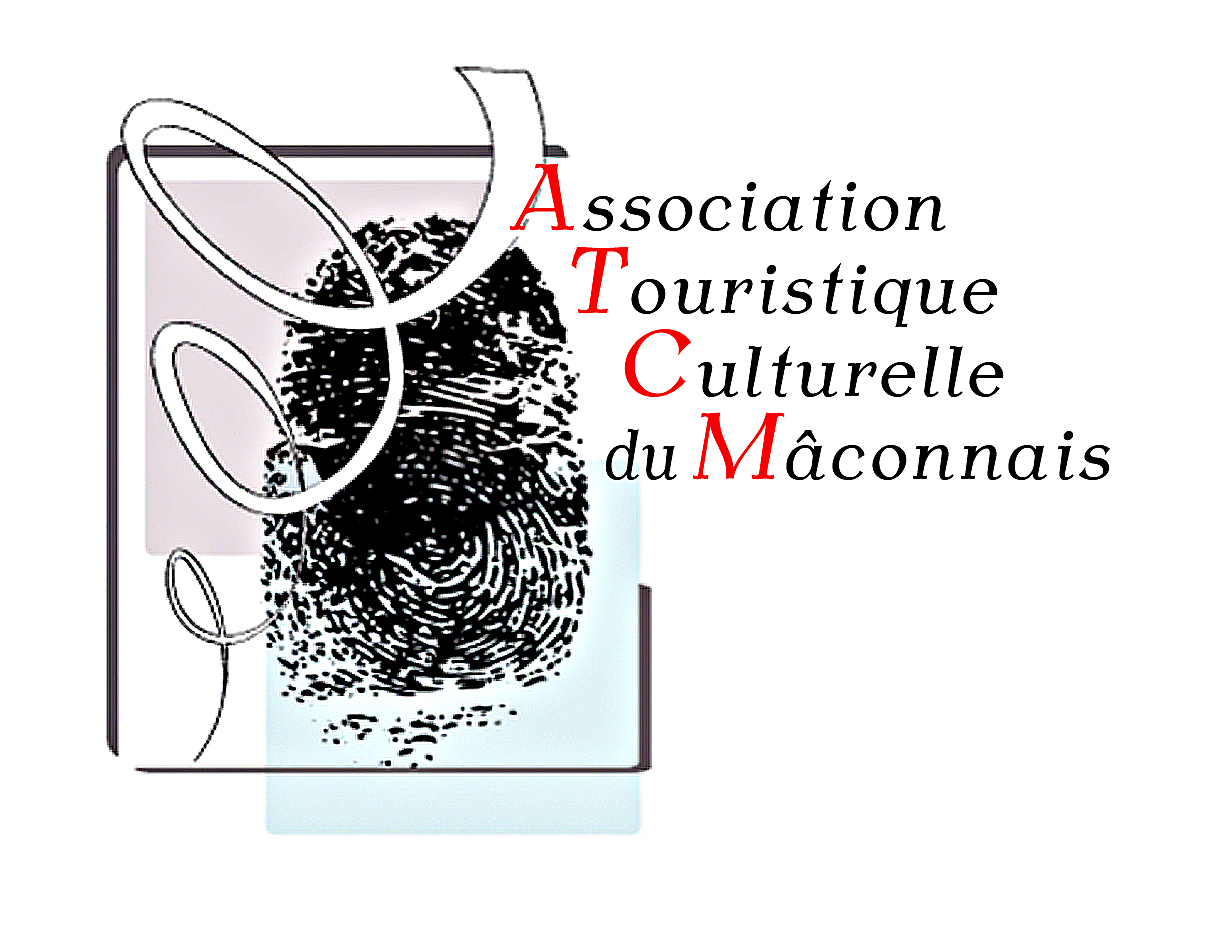 Association
Touristique
Culturelle
du Mâconnais